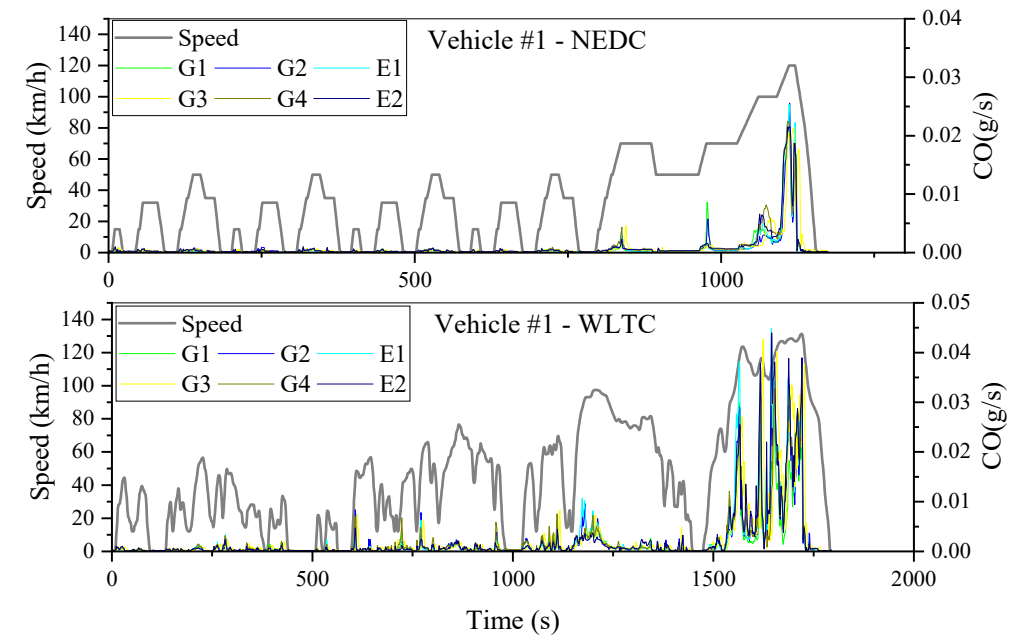 Vehicle #1 - NEDC
Speed
G1 G2 E1
G3 G4 E2
Speed (km/h)
140
120
100
80
60
40
20
0
CO(g/s)
0.04
0.03
0.02
0.01
0.00
0 500 1000
Vehicle #1 - WLTC
Speed
G1 G2 E1
G3 G4 E2
Speed (km/h)
140
120
100
80
60
40
20
0
CO(g/s)
0.05
0.04
0.03
0.02
0.01
0.00
0 500 1000 1500 2000
Time (s)